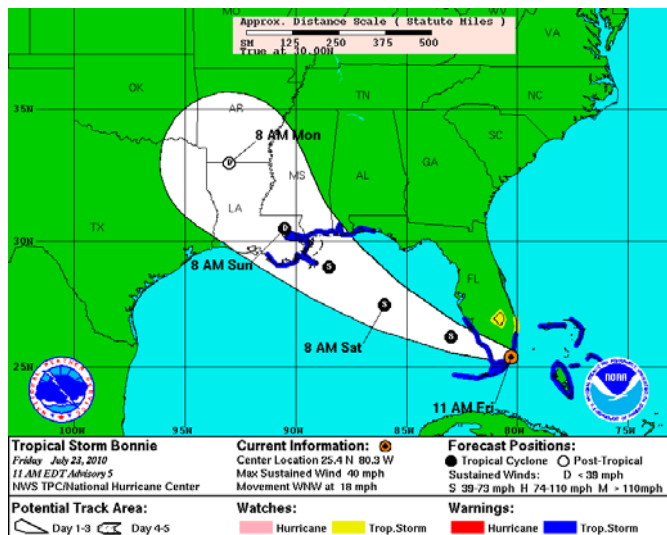 MO
WV
VA
Approx. Distance Scale ( Statute Miles )
SM 125 250 375 500
True at 30.00N
OK
TN
NC
35N
AR
8 AM Mon
SC
D
MS
AL
GA
LA
TX
D
30N
8 AM Sun
S
FL
S
8 AM Sat
S
25N
NOAA
11 AM Fri
100W 95W 90W 85W 80W 75W
Tropical Storm Bonnie
Friday July 23, 2010
11 AM EDT Advisory 5
NWS TPC/National Hurricane Center
Current Information:
Center Location 25.4 N 80.3 W
Max Sustained Wind 40 mph
Movement WNW at 18 mph
Forecast Positions:
Tropical Cyclone Post-Tropical
Sustained Winds: D < 39 mph
S 39-73 mph H 74-110 mph M > 110mph
Potential Track Area:
Day 1-3 Day 4-5
Watches:
Hurricane Trop.Storm
Warnings:
Hurricane Trop.Storm